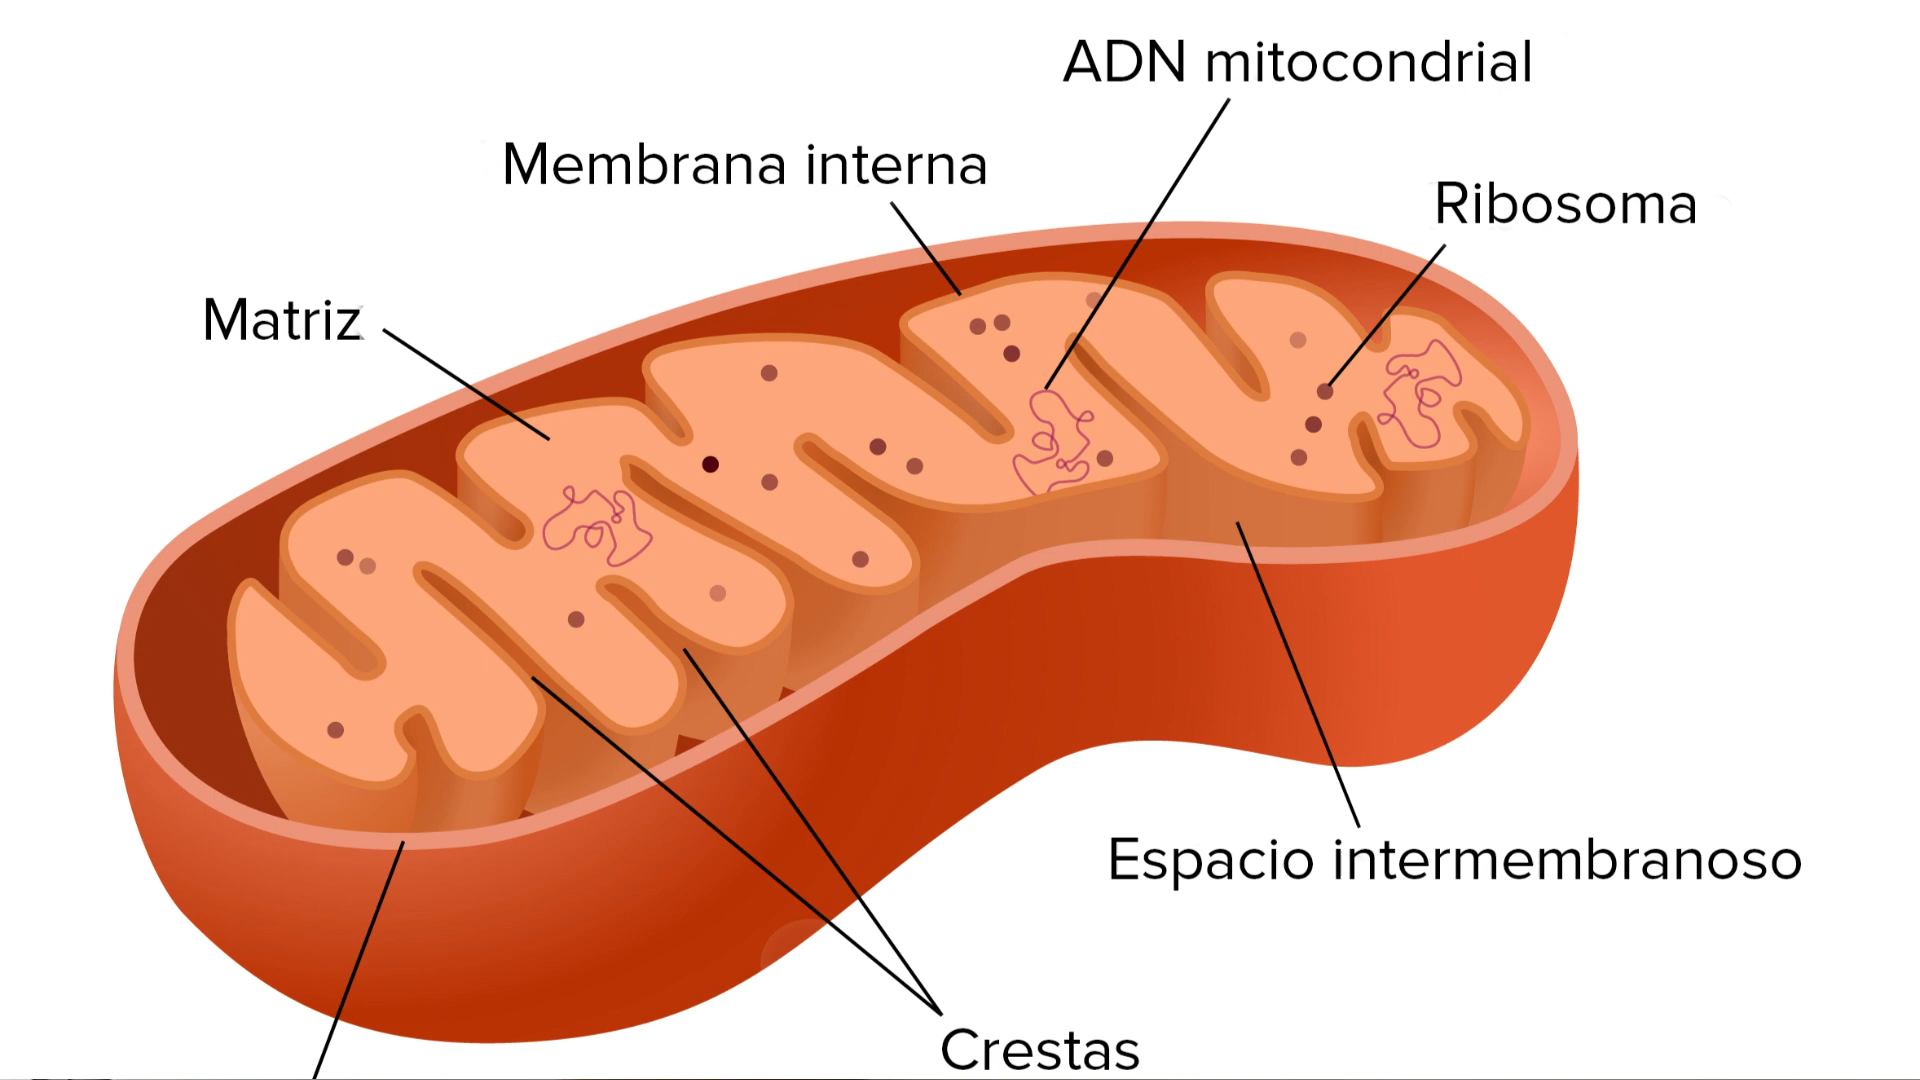 ADN mitocondrial
Membrana interna
Ribosoma
Matriz
Espacio intermembranoso
Crestas